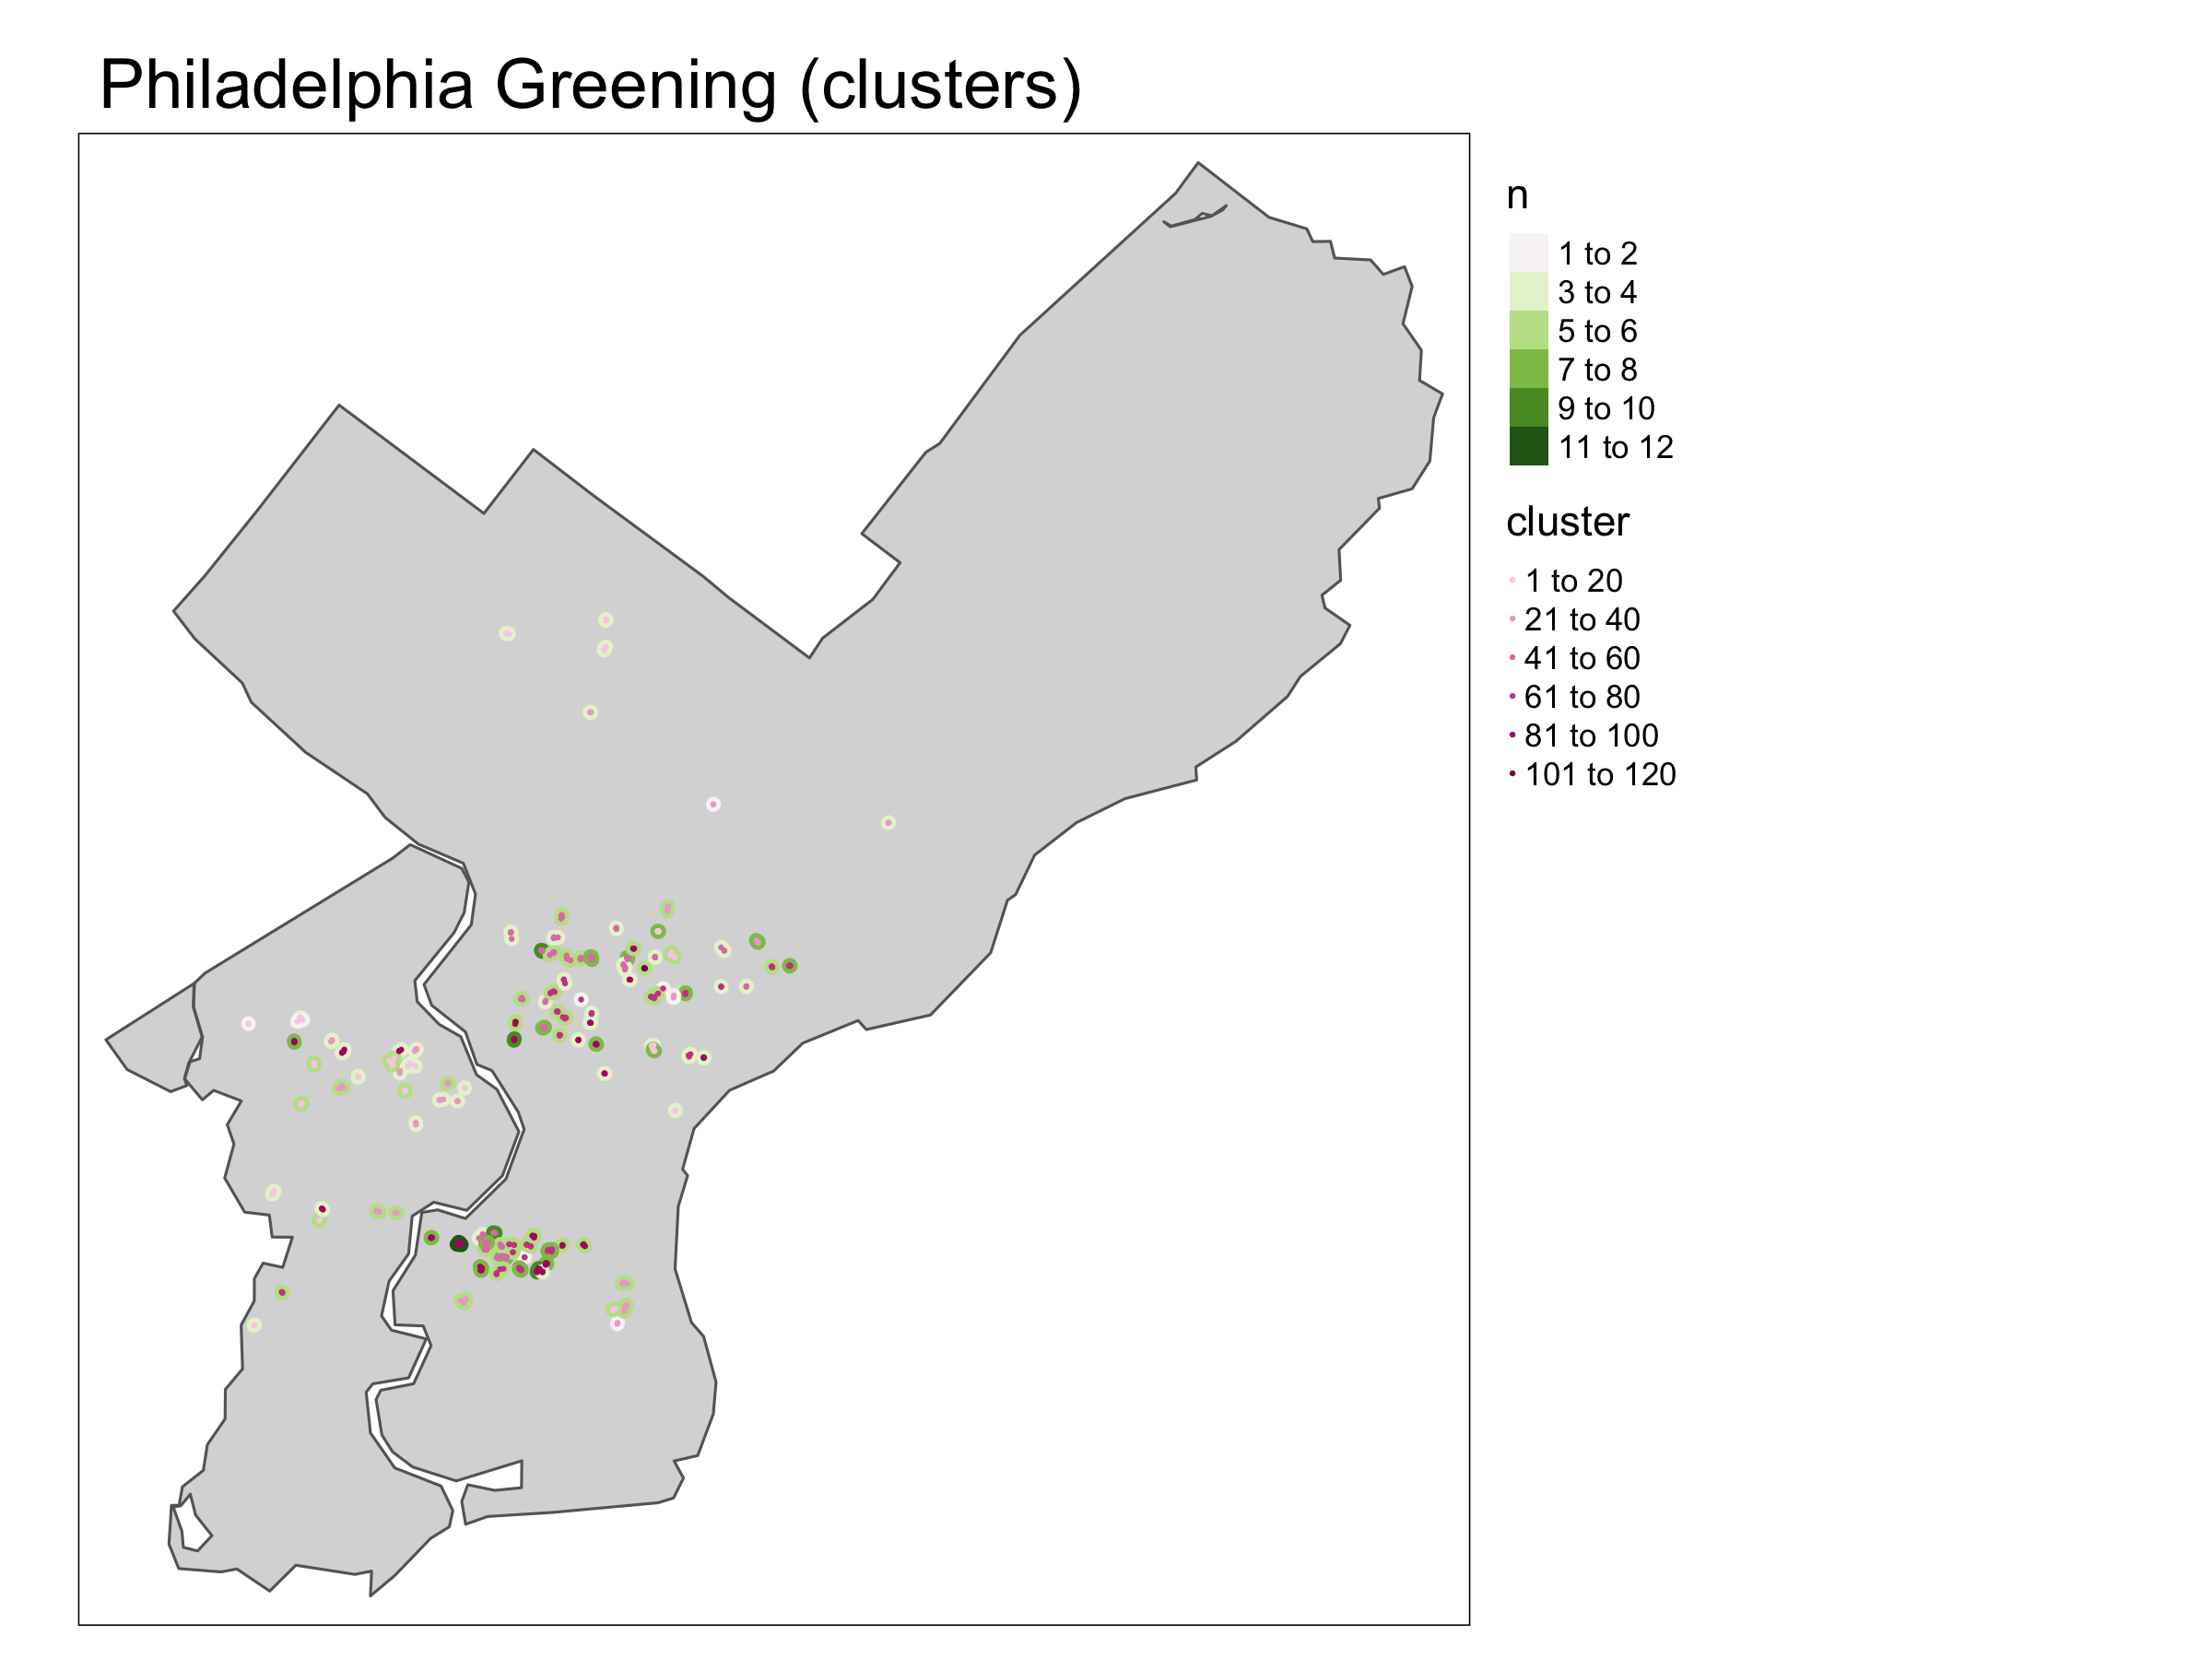 Philadelphia Greening (clusters)
n
1 to 2
3 to 4
5 to 6
7 to 8
9 to 10
11 to 12
cluster
1 to 20
21 to 40
41 to 60
61 to 80
81 to 100
101 to 120